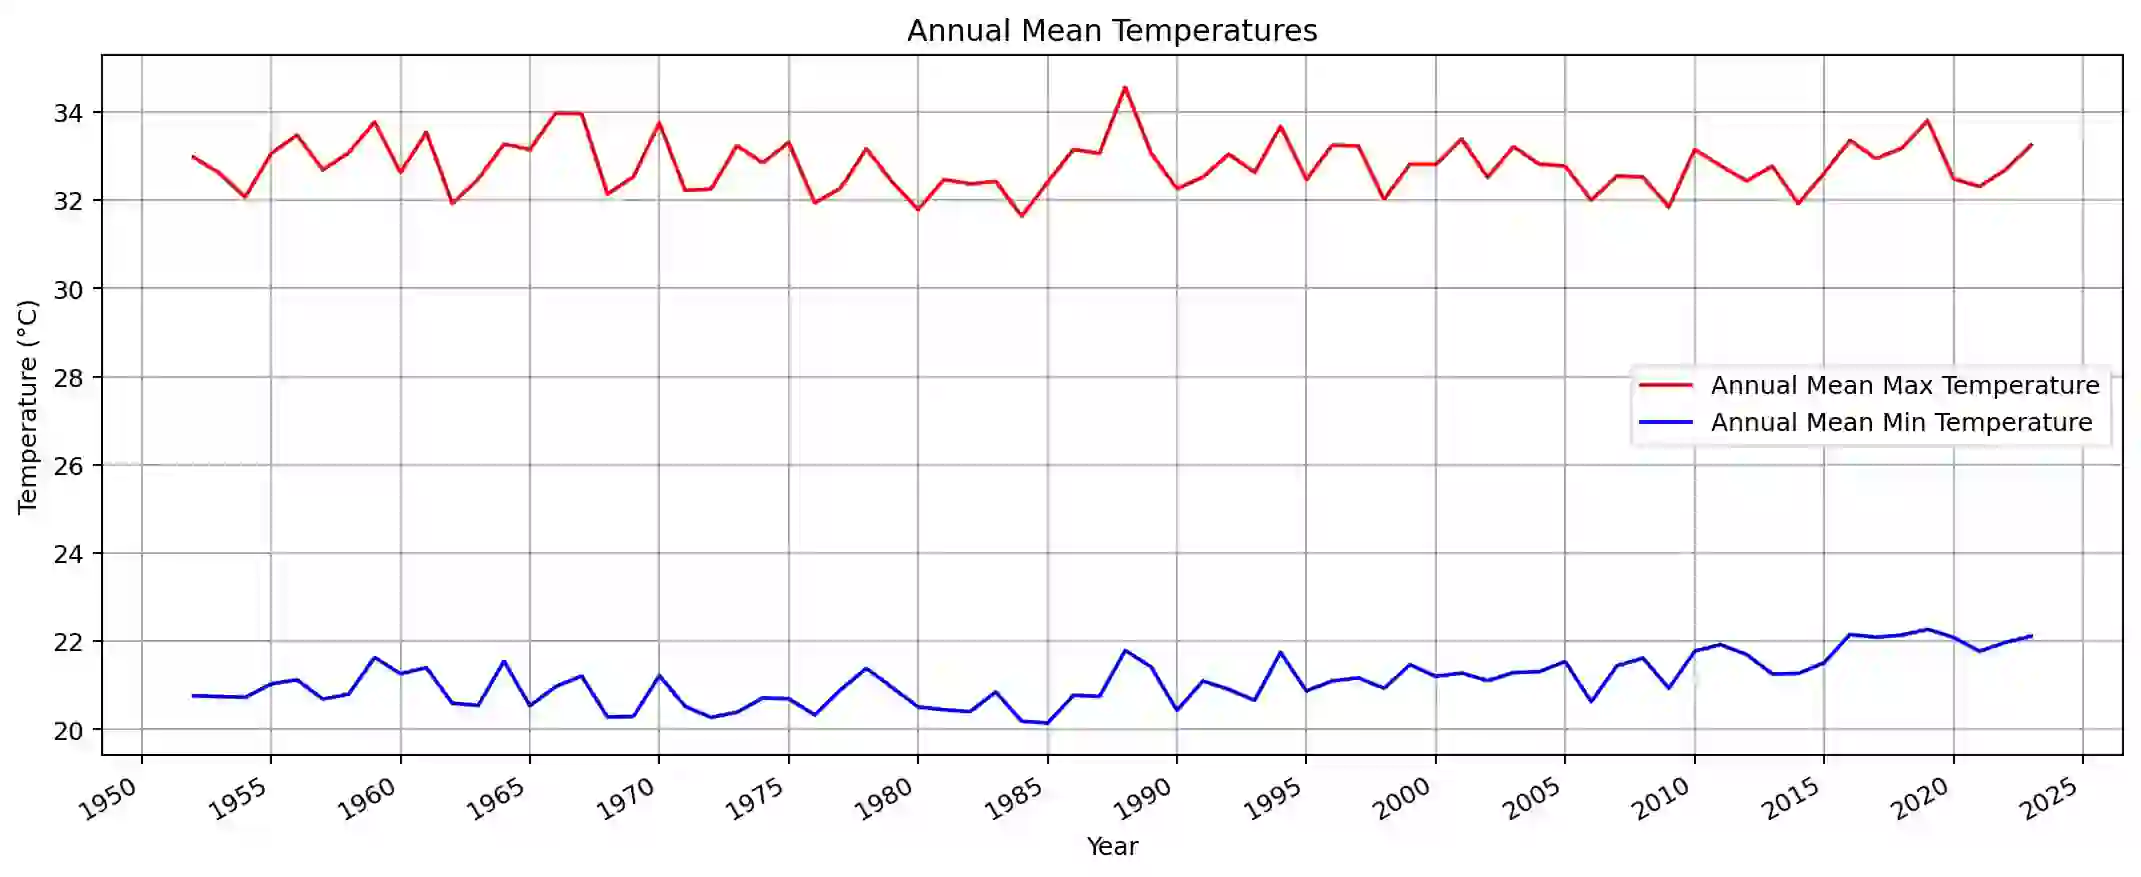 Annual Mean Temperatures
34
32
30
28
26
24
22
20
Temperature (°C)
Annual Mean Max Temperature
Annual Mean Min Temperature
1950 1955 1960 1965 1970 1975 1980 1985 1990 1995 2000 2005 2010 2015 2020 2025
Year